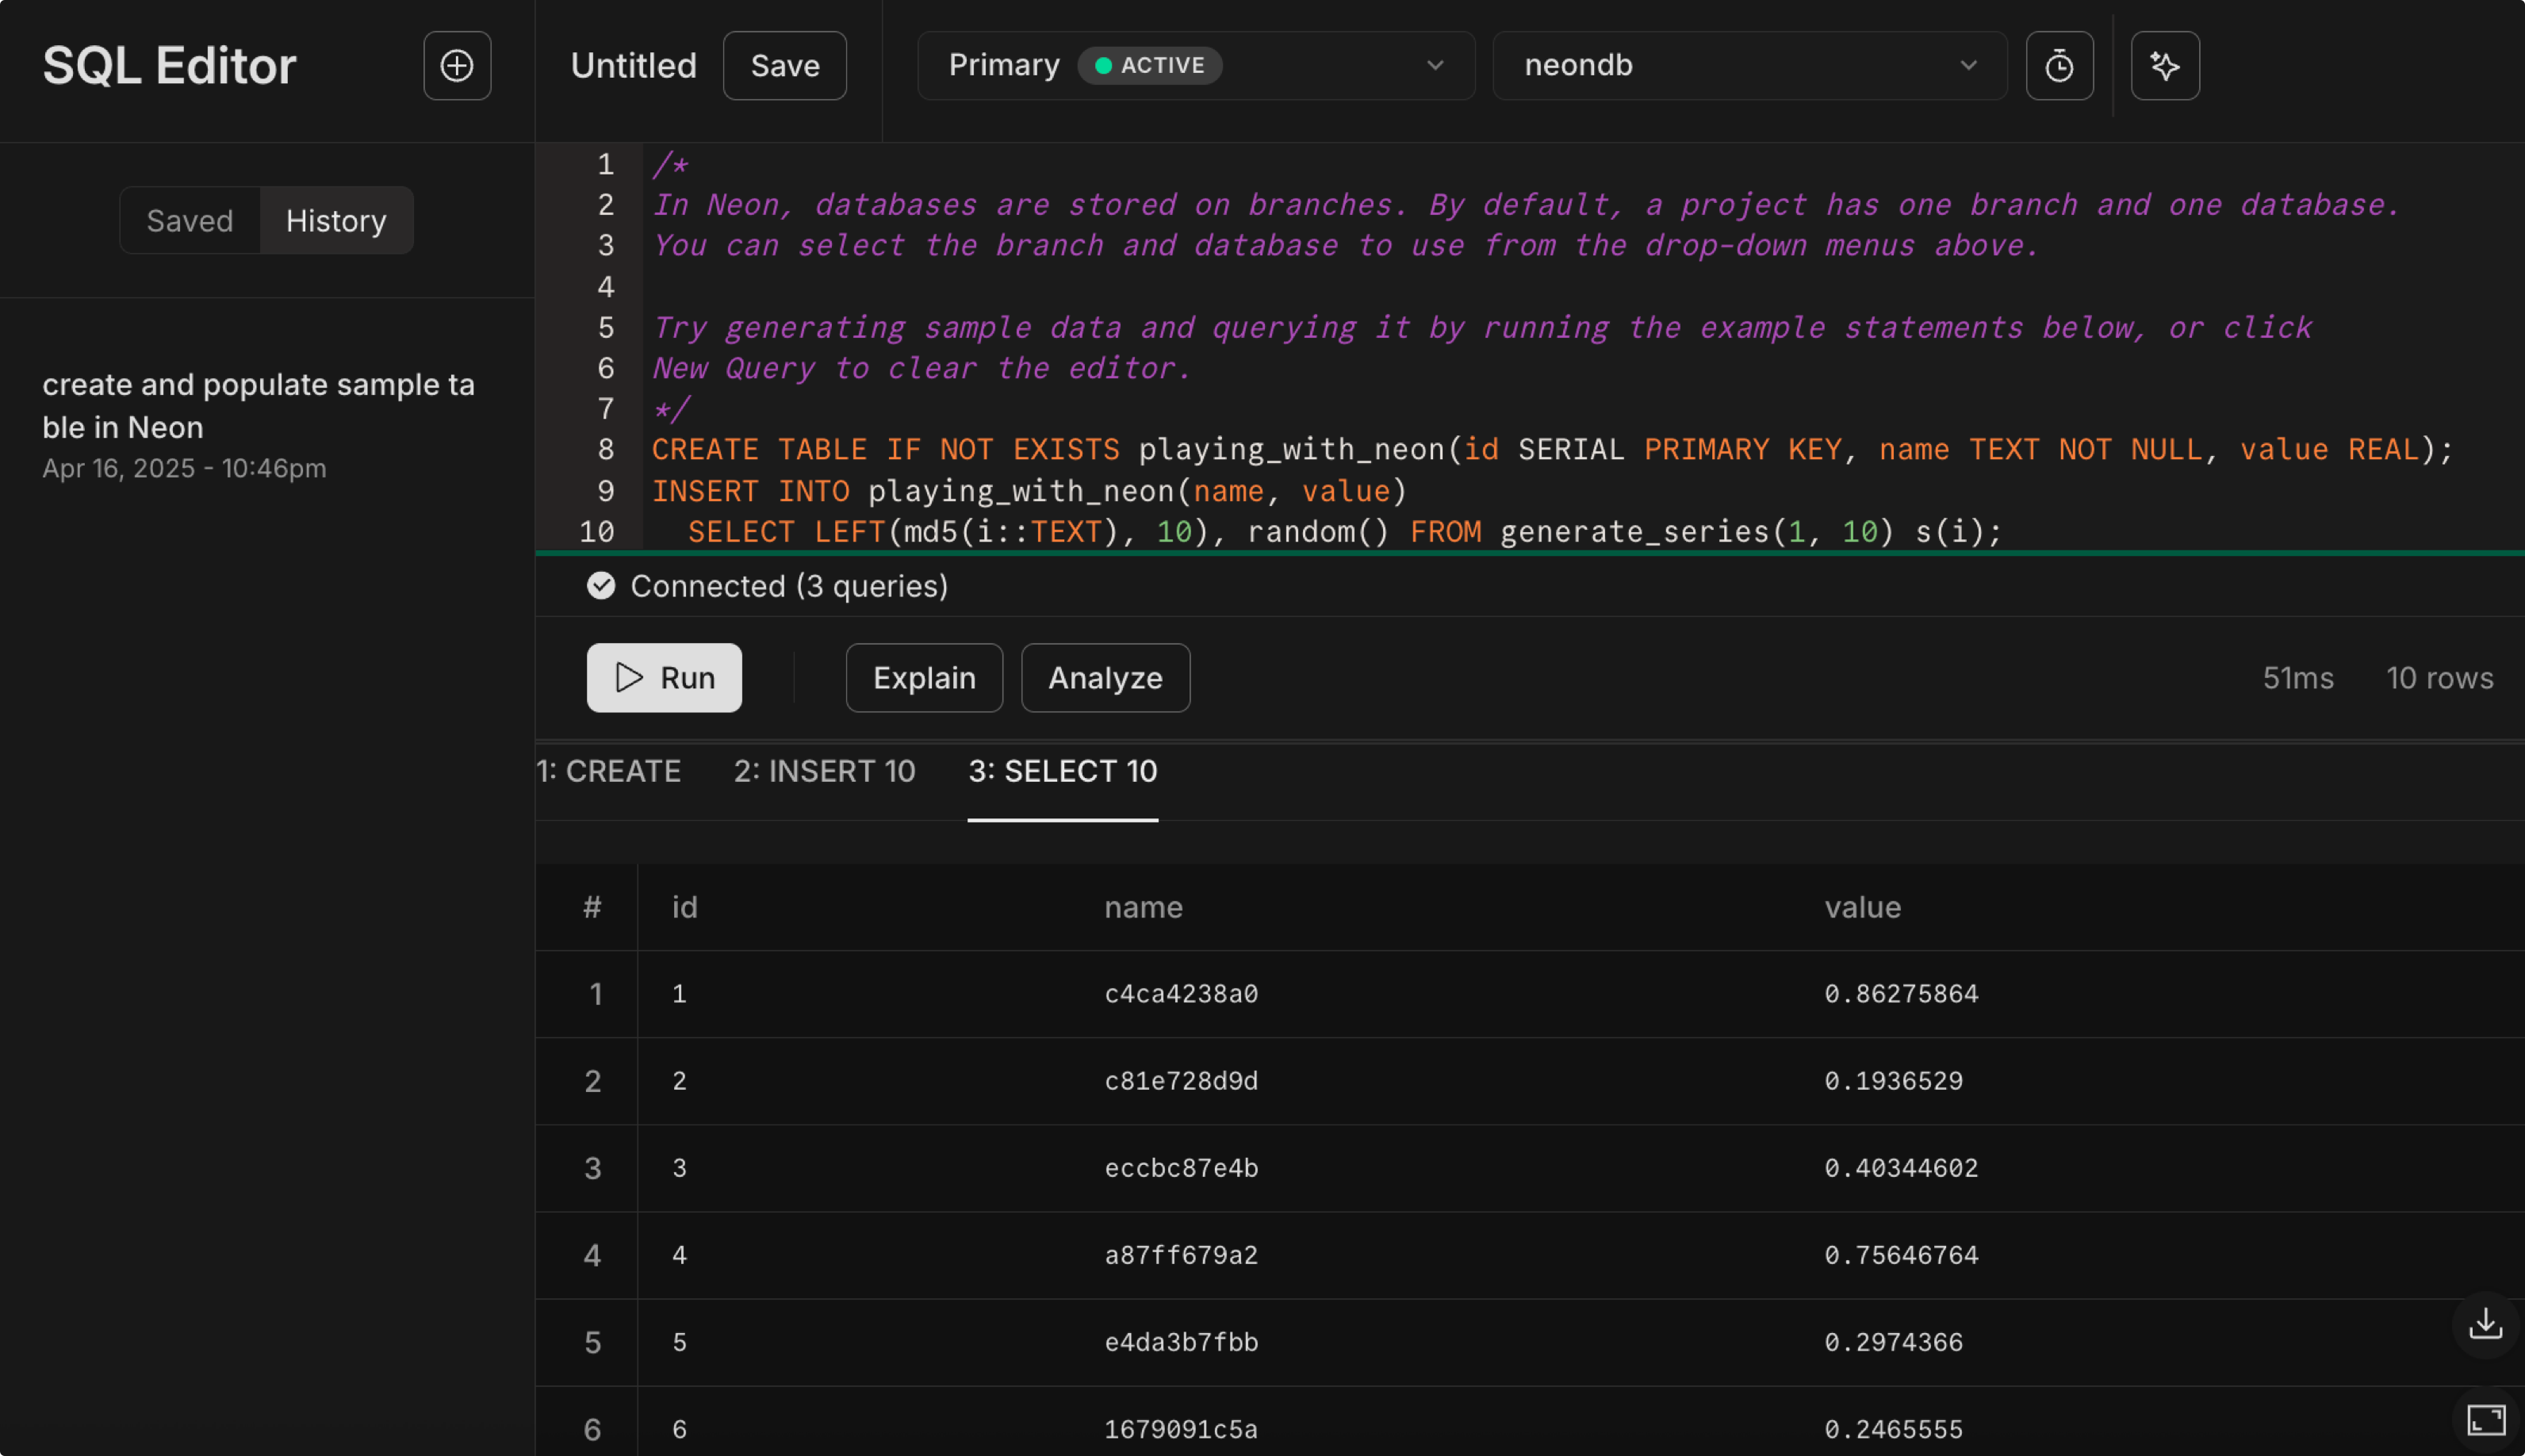 SQL Editor
Untitled
Save
Primary
ACTIVE
neondb
Saved
History
create and populate sample ta
ble in Neon
Apr 16, 2025 - 10:46pm
1 /*
2 In Neon, databases are stored on branches. By default, a project has one branch and one database.
3 You can select the branch and database to use from the drop-down menus above.
4
5 Try generating sample data and querying it by running the example statements below, or click
6 New Query to clear the editor.
7 */
8 CREATE TABLE IF NOT EXISTS playing_with_neon(id SERIAL PRIMARY KEY, name TEXT NOT NULL, value REAL);
9 INSERT INTO playing_with_neon(name, value)
10   SELECT LEFT(md5(i::TEXT), 10), random() FROM generate_series(1, 10) s(i);
Connected (3 queries)
Run
Explain
Analyze
51ms
10 rows
1: CREATE
2: INSERT 10
3: SELECT 10
# id name value
1 1 c4ca4238a0 0.86275864
2 2 c81e728d9d 0.1936529
3 3 eccbc87e4b 0.40344602
4 4 a87ff679a2 0.75646764
5 5 e4da3b7fbb 0.2974366
6 6 1679091c5a 0.2465555